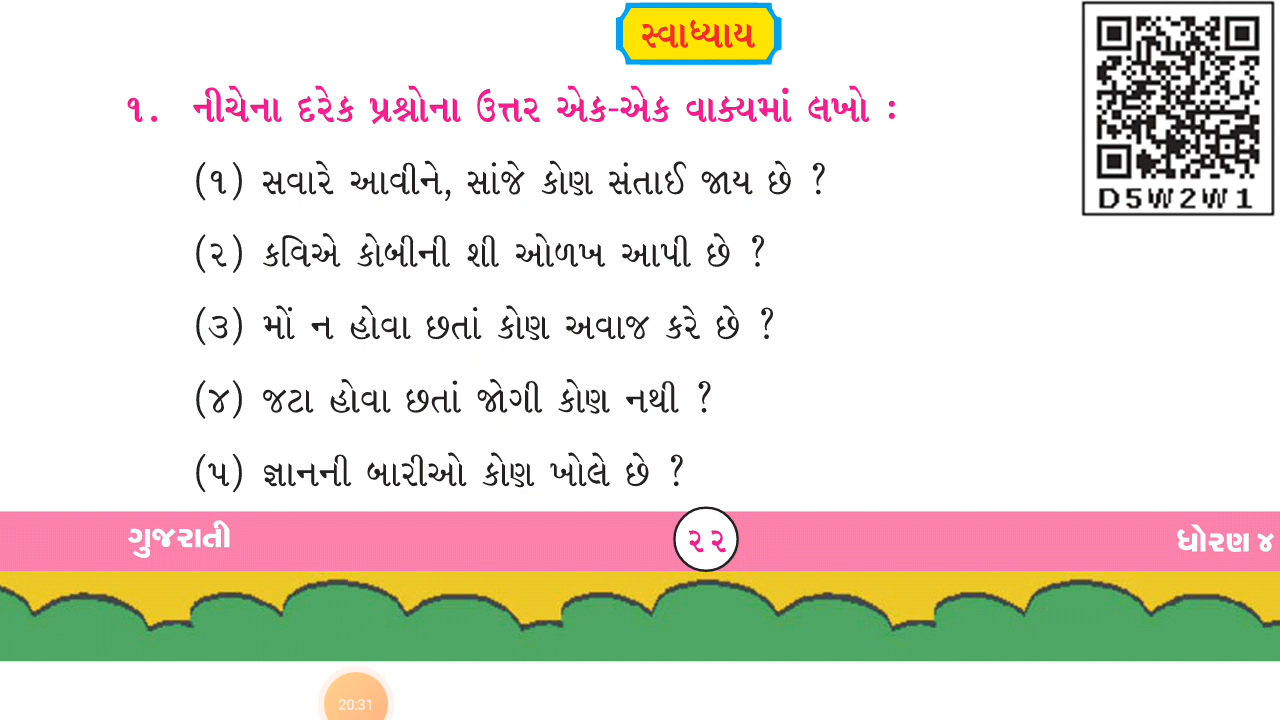 સ્વાધ્યાય
D5W2W1
૧. નીચેના દરેક પ્રશ્નોના ઉત્તર એક-એક વાક્યમાં લખો :
(૧) સવારે આવીને, સાંજે કોણ સંતાઈ જાય છે ?
(૨) કવિએ કોબીની શી ઓળખ આપી છે ?
(૩) મોં ન હોવા છતાં કોણ અવાજ કરે છે ?
(૪) જટા હોવા છતાં જોગી કોણ નથી ?
(૫) જ્ઞાનની બારીઓ કોણ ખોલે છે ?
ગુજરાતી ૨૨ ધોરણ ૪
20:31